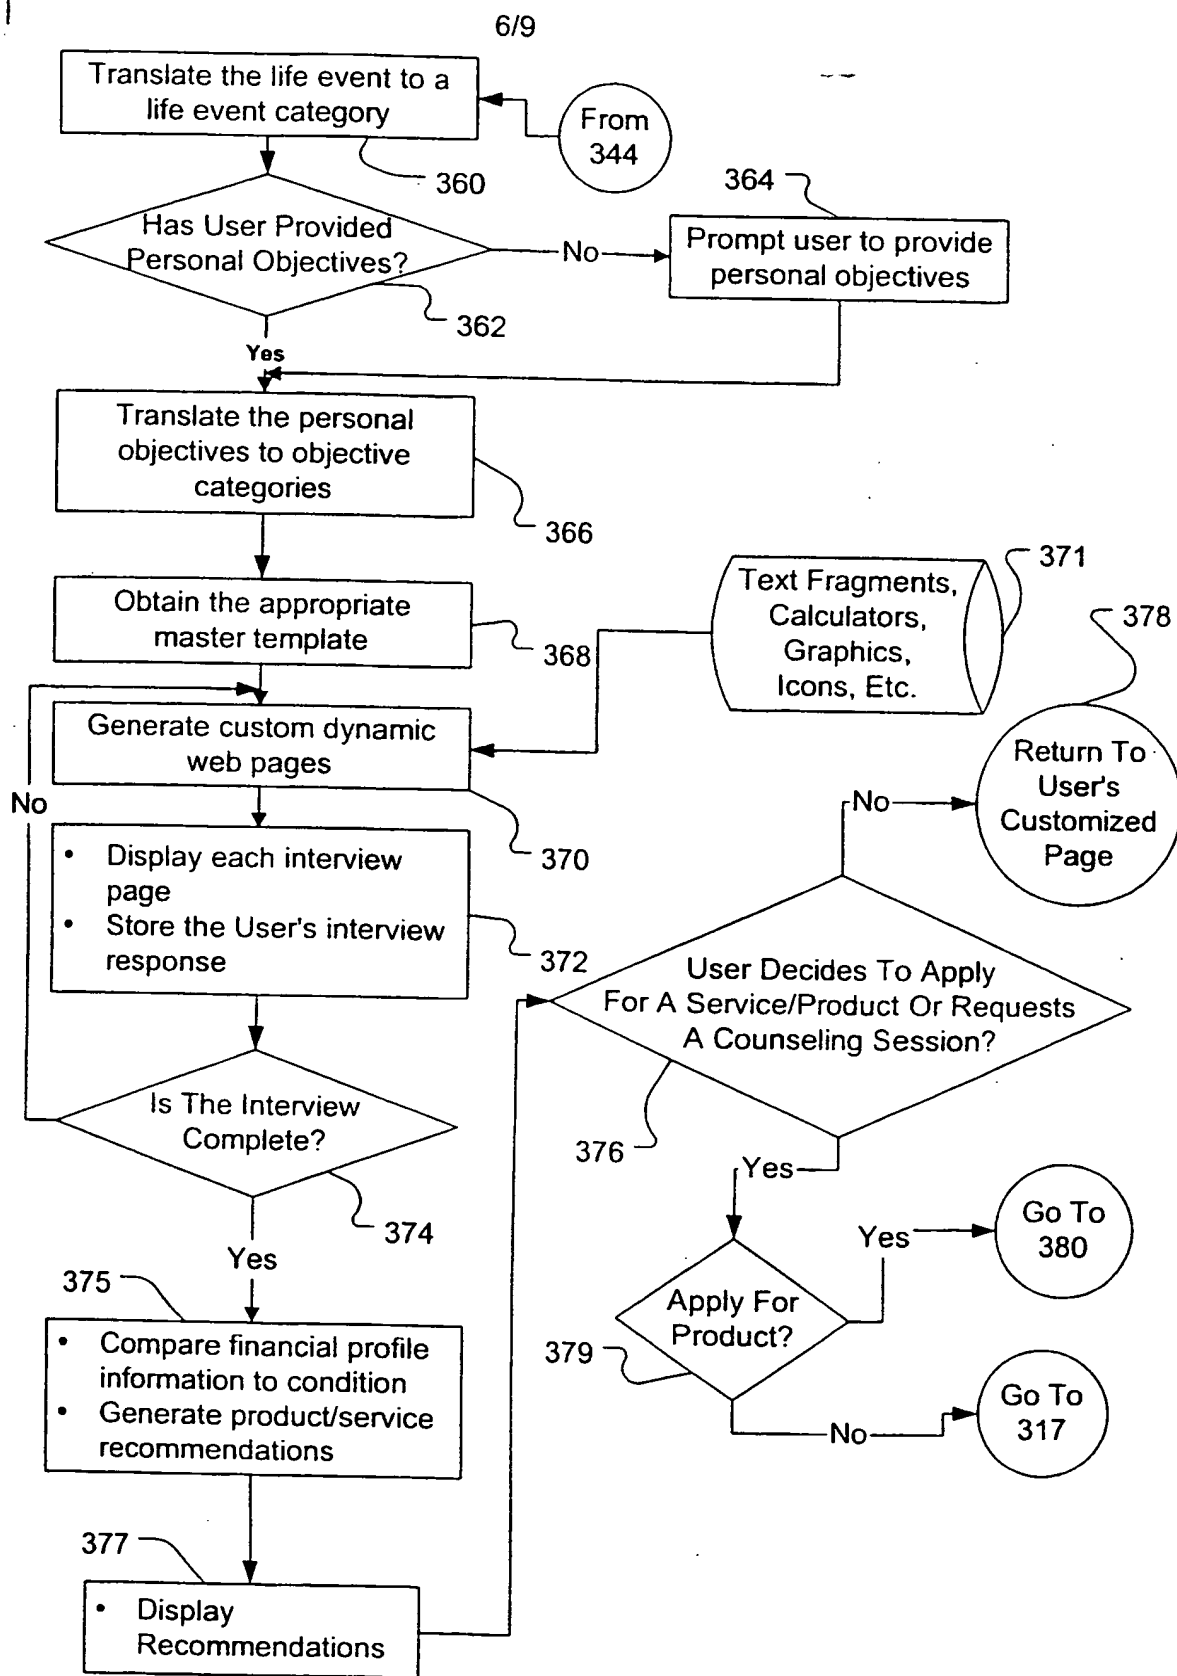 6/9
Translate the life event to a
life event category
From
344
360
364
Has User Provided
Personal Objectives?
No
Prompt user to provide
personal objectives
362
Yes
Translate the personal
objectives to objective
categories
366
371
Text Fragments,
Calculators,
Graphics,
Icons, Etc.
378
Obtain the appropriate
master template
368
Generate custom dynamic
web pages
Return To
User's
Customized
Page
No
No
370
• Display each interview
page
• Store the User's interview
response
372
User Decides To Apply
For A Service/Product Or Requests
A Counseling Session?
Is The Interview
Complete?
376
Yes
374
Yes
Go To
380
Yes
375
Apply For
Product?
379
• Compare financial profile
information to condition
• Generate product/service
recommendations
Go To
317
No
377
• Display
Recommendations